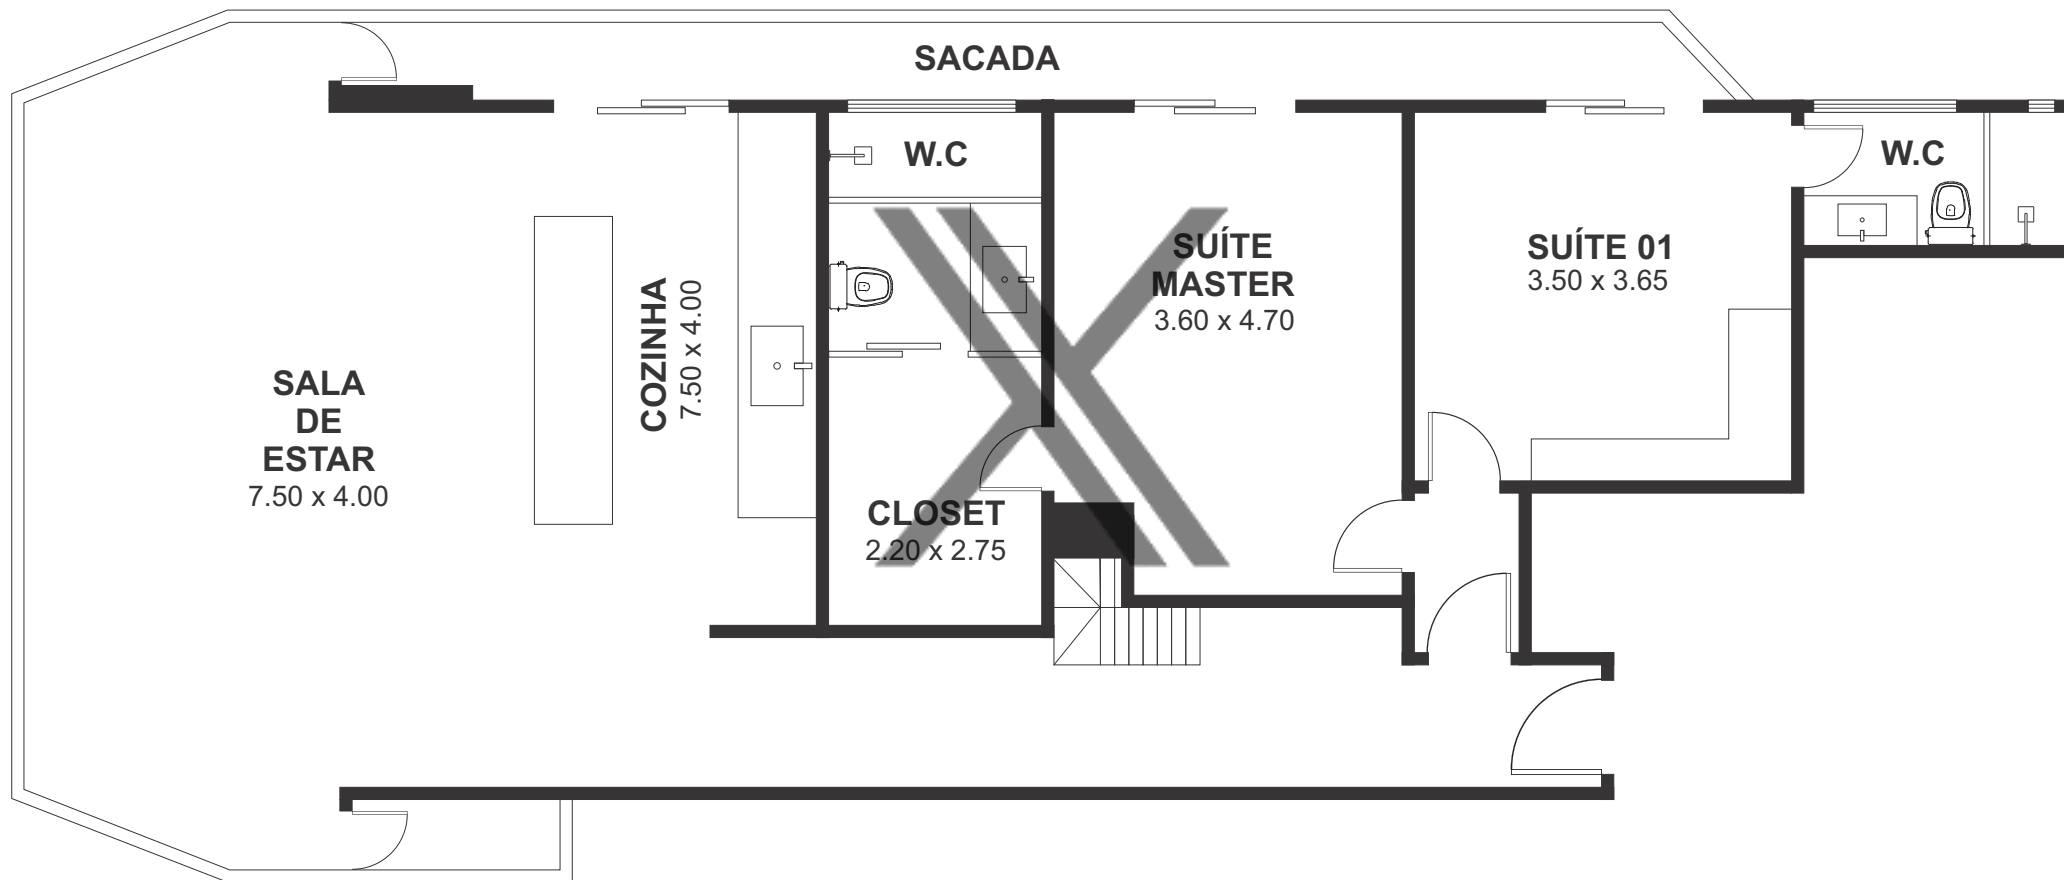 SACADA
W.C
W.C
SUÍTE
MASTER
3.60 x 4.70
SUÍTE 01
3.50 x 3.65
COZINHA
7.50 x 4.00
SALA
DE
ESTAR
7.50 x 4.00
CLOSET
2.20 x 2.75